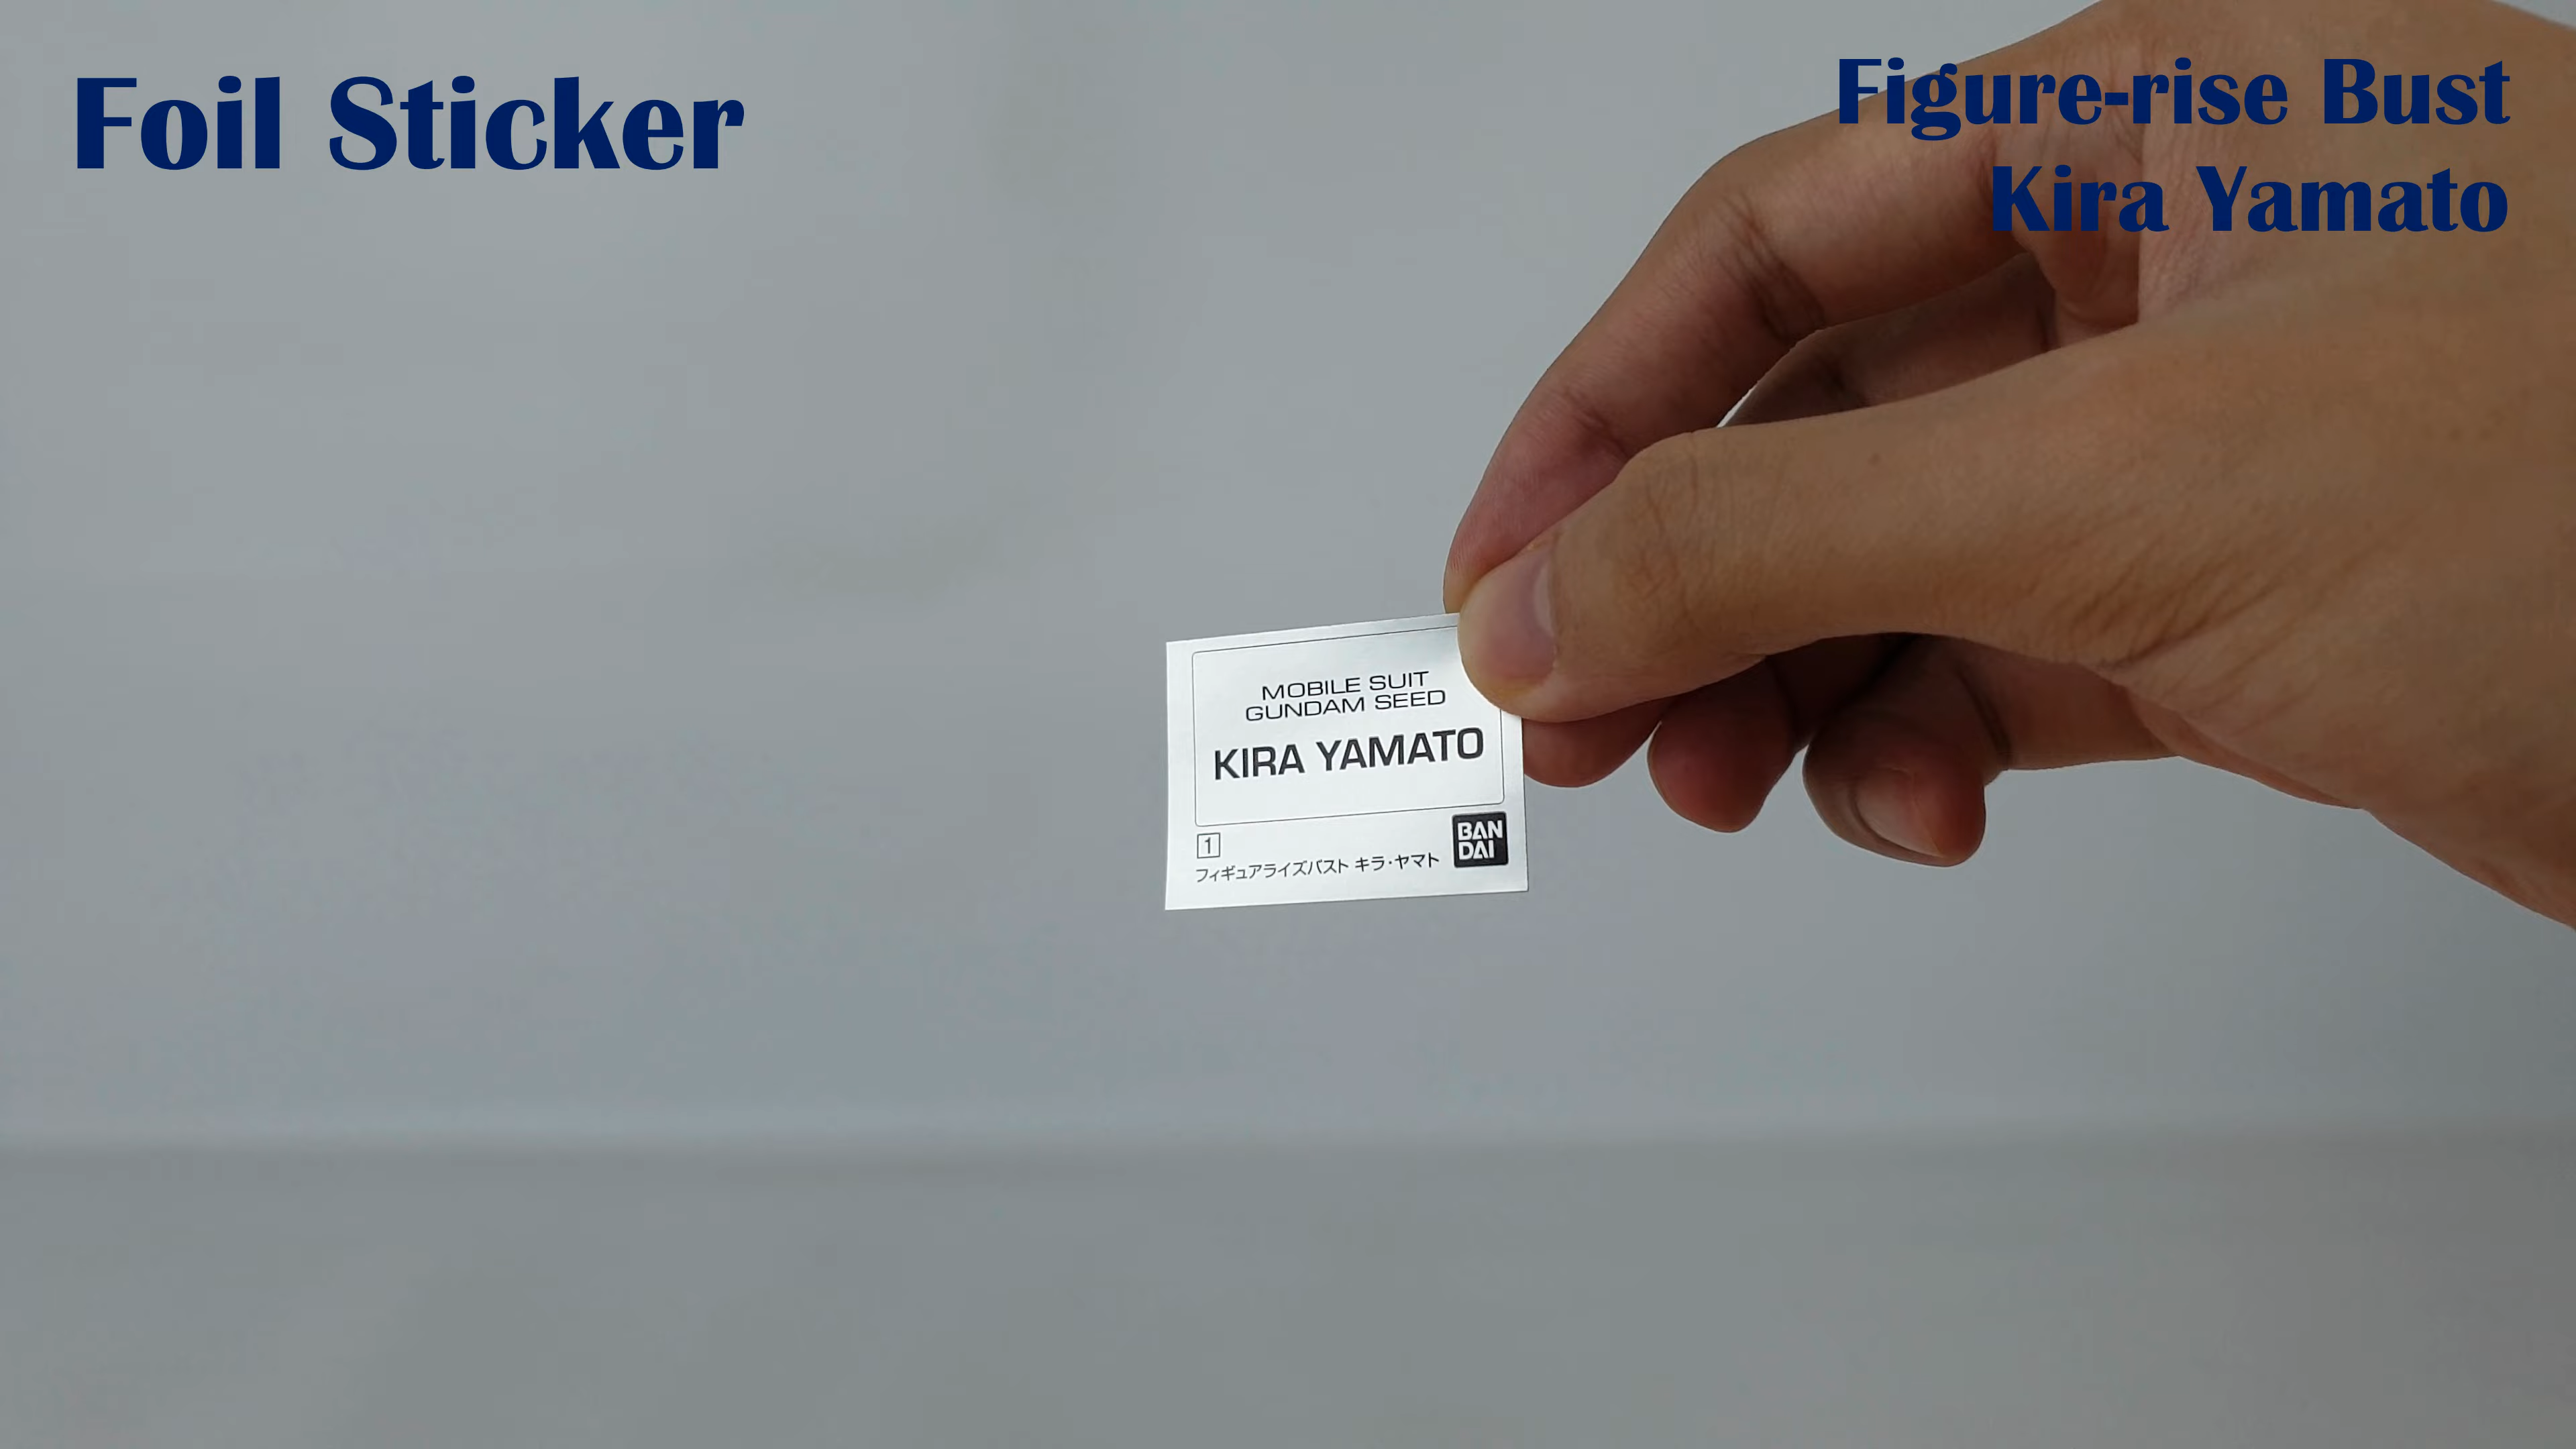 Foil Sticker
Figure-rise Bust
Kira Yamato
MOBILE SUIT
GUNDAM SEED
KIRA YAMATO
1
フィギュアライズバスト キラ・ヤマト
BAN
DAI